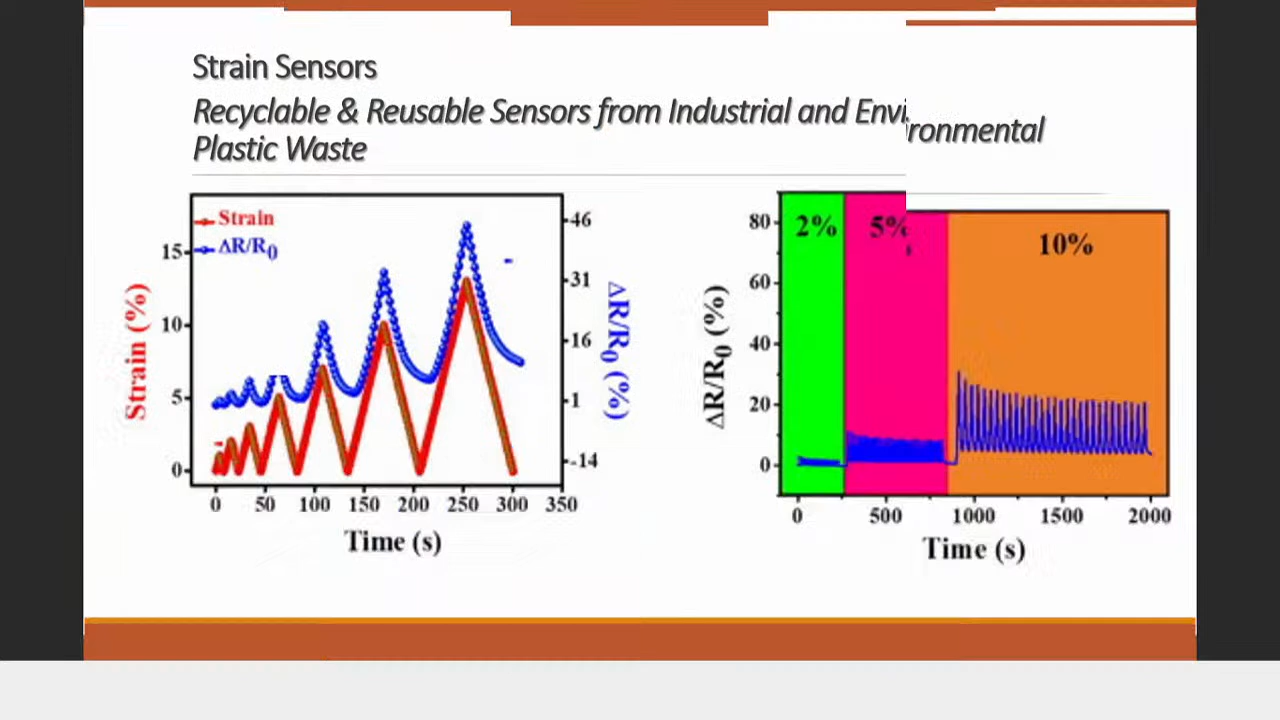 Strain Sensors
Recyclable & Reusable Sensors from Industrial and Environmental
Plastic Waste
Strain
ΔR/R0
15
10
5
0
Strain (%)
46
31
16
1
-14
ΔR/R0 (%)
0 50 100 150 200 250 300 350
Time (s)
2% 5% 10%
80
60
40
20
0
ΔR/R0 (%)
0 500 1000 1500 2000
Time (s)